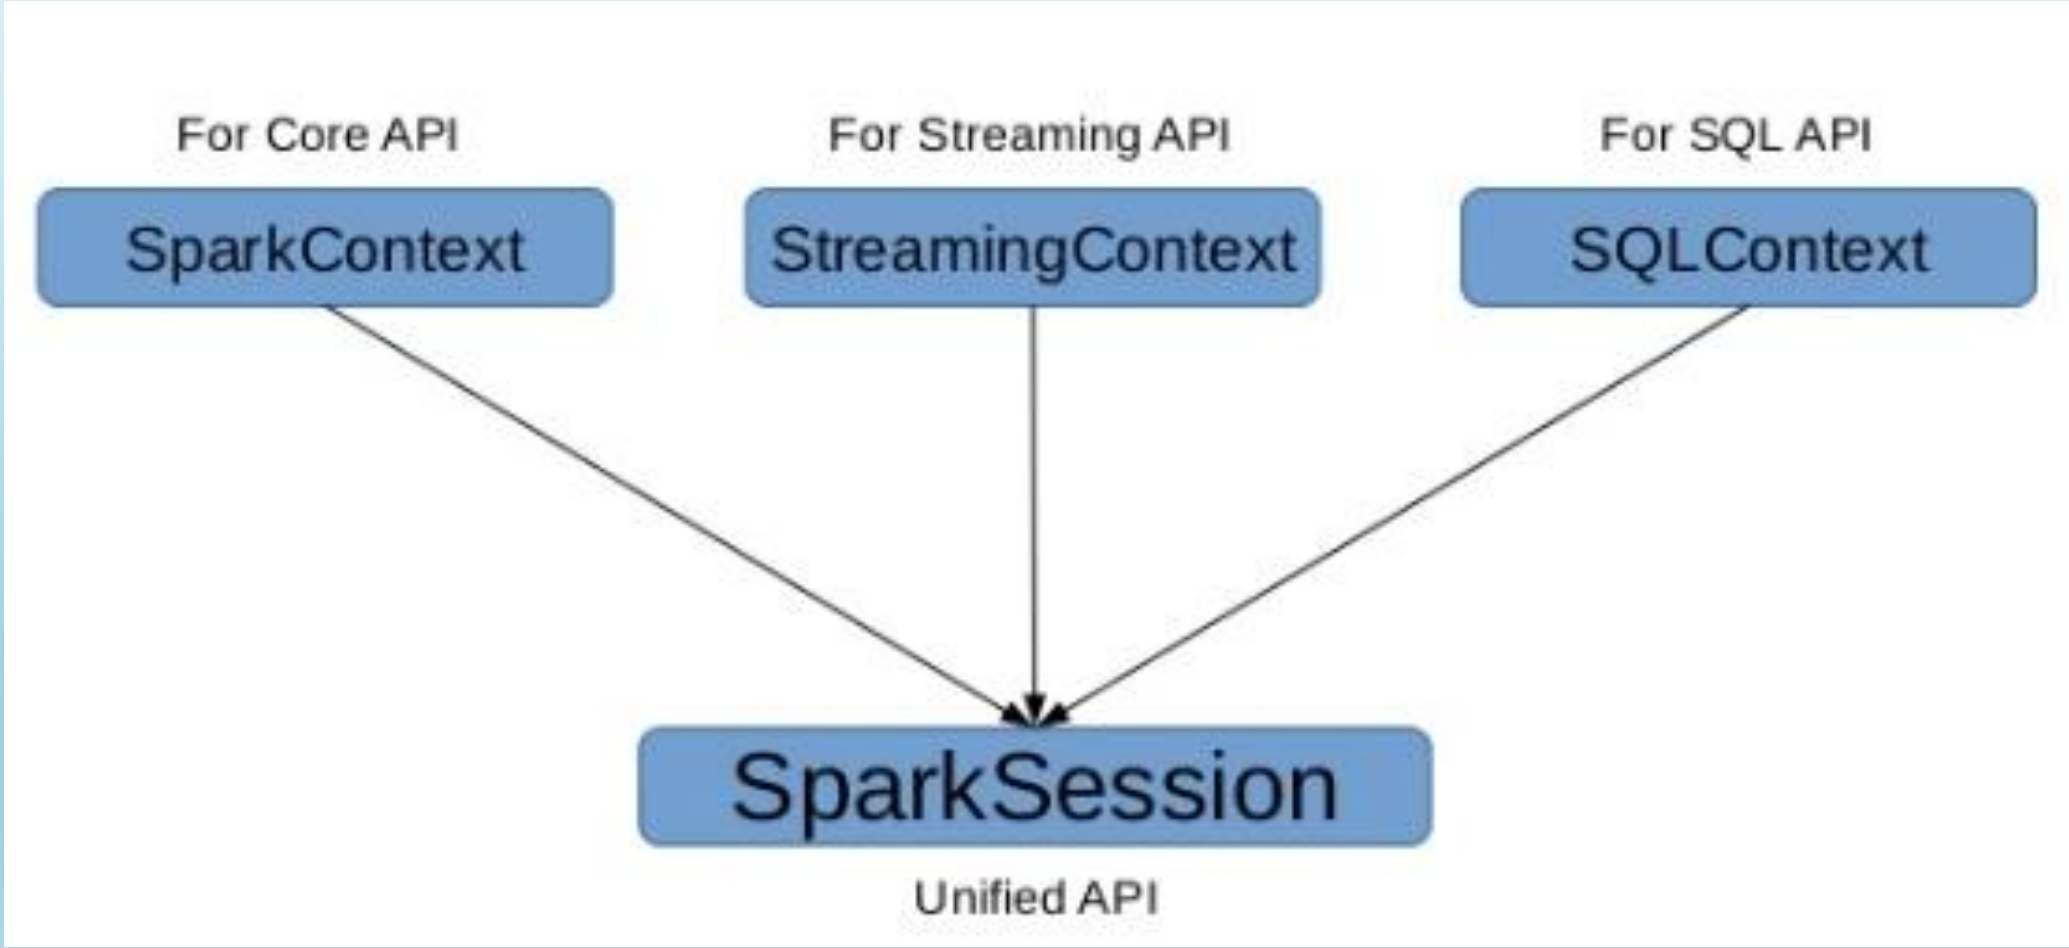 For Core API
For Streaming API
For SQL API
SparkContext
StreamingContext
SQLContext
SparkSession
Unified API